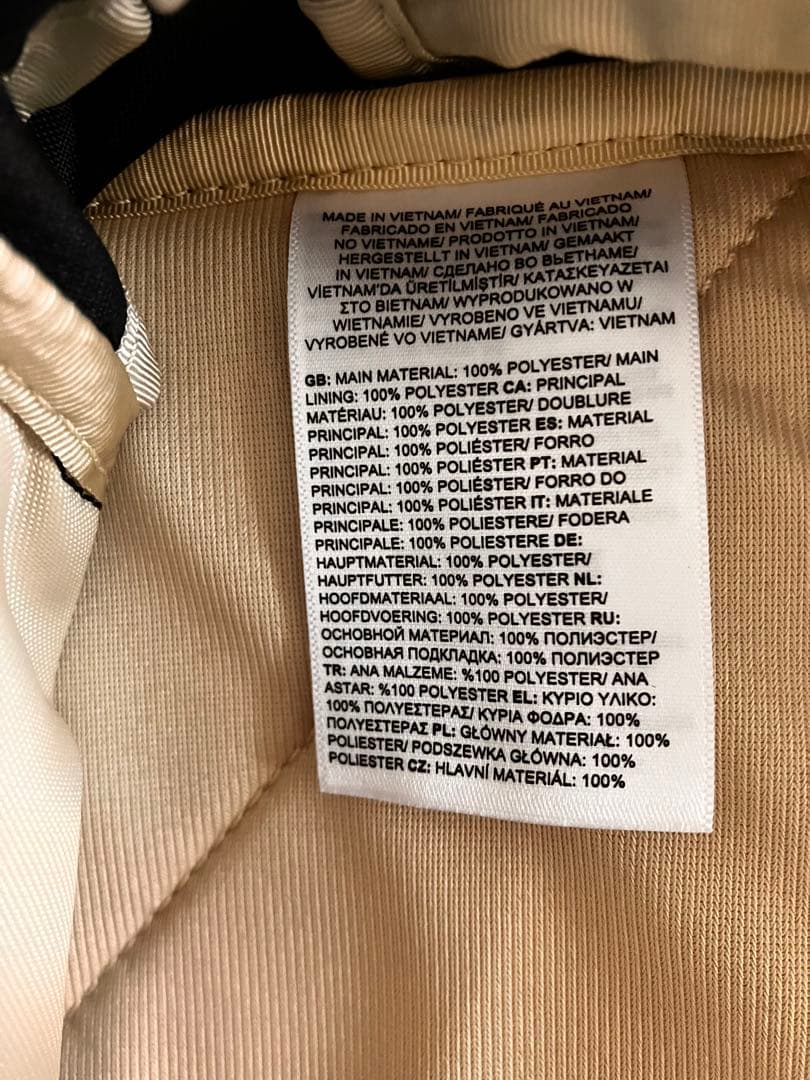 MADE IN VIETNAM/ FABRIQUÉ AU VIETNAM/
FABRICADO EN VIETNAM/ FABRICADO
NO VIETNAME/ PRODOTTO IN VIETNAM/
HERGESTELLT IN VIETNAM/ GEMAAKT
IN VIETNAM/ СДЕЛАНО ВО ВЬЕТНАМЕ/
VİETNAM'DA ÜRETİLMİŞTİR/ ΚΑΤΑΣΚΕΥΑΖΕΤΑΙ
ΣΤΟ ΒΙΕΤΝΑΜ/ WYPRODUKOWANO W
WIETNAMIE/ VYROBENO VE VIETNAMU/
VYROBENÉ VO VIETNAME/ GYÁRTVA: VIETNAM
GB: MAIN MATERIAL: 100% POLYESTER/ MAIN
LINING: 100% POLYESTER CA: PRINCIPAL
MATÉRIAU: 100% POLYESTER/ DOUBLURE
PRINCIPAL: 100% POLYESTER ES: MATERIAL
PRINCIPAL: 100% POLIÉSTER/ FORRO
PRINCIPAL: 100% POLIÉSTER PT: MATERIAL
PRINCIPAL: 100% POLIÉSTER/ FORRO DO
PRINCIPAL: 100% POLIÉSTER IT: MATERIALE
PRINCIPALE: 100% POLIESTERE/ FODERA
PRINCIPALE: 100% POLIESTERE DE:
HAUPTMATERIAL: 100% POLYESTER/
HAUPTFUTTER: 100% POLYESTER NL:
HOOFDMATERIAAL: 100% POLYESTER/
HOOFDVOERING: 100% POLYESTER RU:
ОСНОВНОЙ МАТЕРИАЛ: 100% ПОЛИЭСТЕР/
ОСНОВНАЯ ПОДКЛАДКА: 100% ПОЛИЭСТЕР
TR: ANA MALZEME: %100 POLYESTER/ ANA
ASTAR: %100 POLYESTER EL: ΚΥΡΙΟ ΥΛΙΚΟ:
100% ΠΟΛΥΕΣΤΕΡΑΣ/ ΚΥΡΙΑ ΦΟΔΡΑ: 100%
ΠΟΛΥΕΣΤΕΡΑΣ PL: GŁÓWNY MATERIAŁ: 100%
POLIESTER/ PODSZEWKA GŁÓWNA: 100%
POLIESTER CZ: HLAVNÍ MATERIÁL: 100%